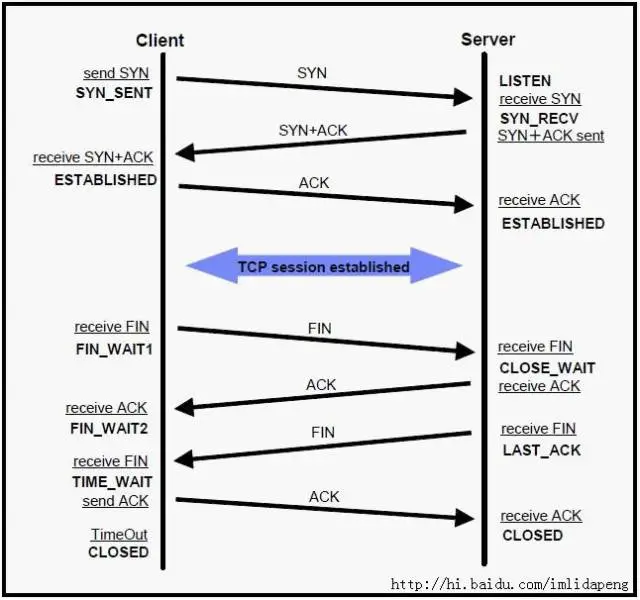 Client
Server
send SYN
SYN
SYN_SENT
LISTEN
receive SYN
SYN_RECV
SYN+ACK
SYN＋ACK sent
receive SYN+ACK
ESTABLISHED
ACK
receive ACK
ESTABLISHED
TCP session established
receive FIN
FIN
FIN_WAIT1
receive FIN
CLOSE_WAIT
ACK
receive ACK
receive ACK
FIN_WAIT2
FIN
receive FIN
LAST_ACK
receive FIN
TIME_WAIT
send ACK
ACK
receive ACK
CLOSED
TimeOut
CLOSED
http://hi.baidu.com/imlidapeng